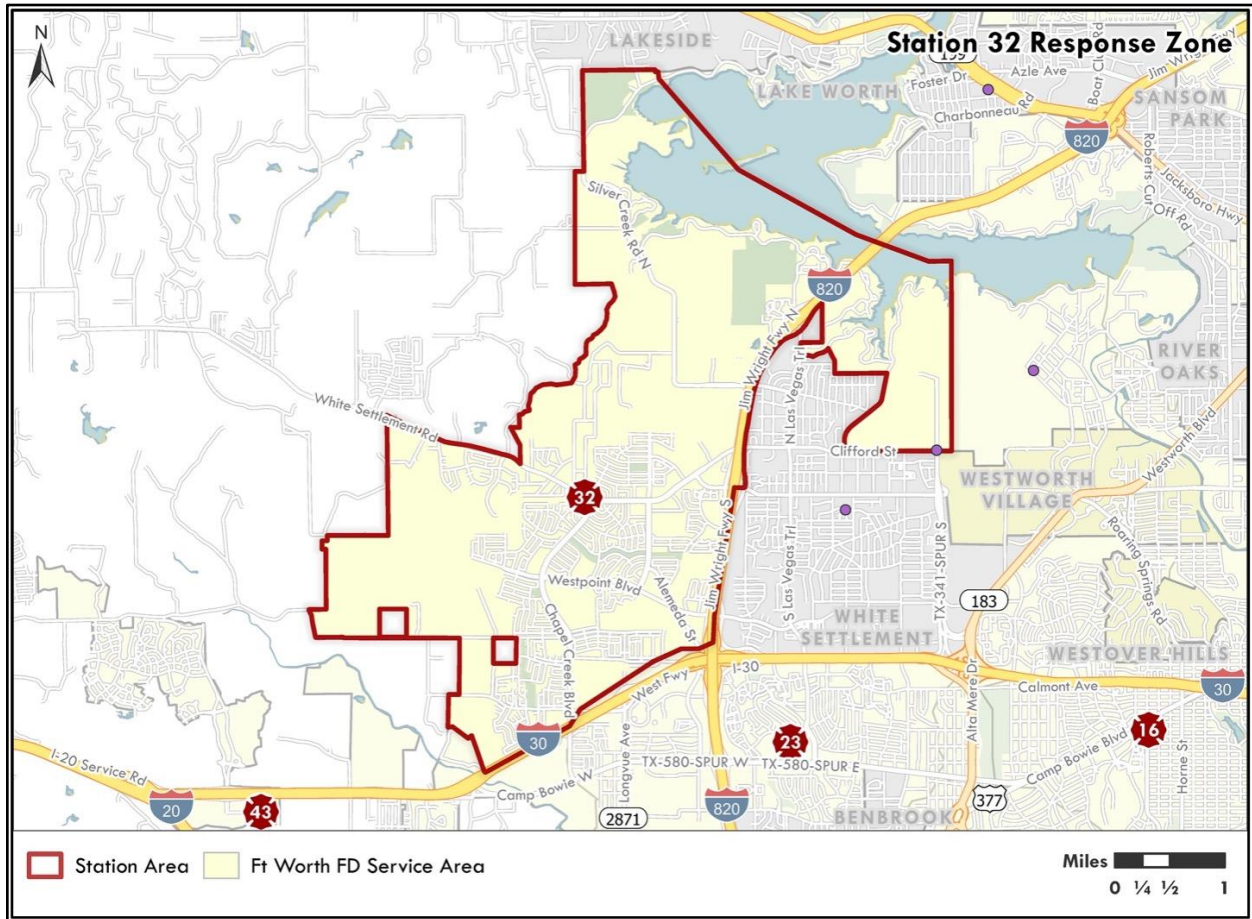 N
Station 32 Response Zone
LAKESIDE
199
Azle Ave
Boat Club Rd
Jim Wright Fwy
Foster Dr
LAKE WORTH
Charbonneau Rd
SANSOM
PARK
820
Roberts Cut Off Rd
Jacksboro Hwy
Silver Creek Rd N
820
Jim Wright Fwy N
N Las Vegas Trl
RIVER
OAKS
White Settlement Rd
Clifford St
Westworth Blvd
WESTWORTH
VILLAGE
32
Jim Wright Fwy S
S Las Vegas Trl
TX-341-SPUR S
Roaring Springs Rd
Westpoint Blvd
Alemeda St
183
WHITE
SETTLEMENT
WESTOVER HILLS
Chapel Creek Blvd
West Fwy
I-30
Calmont Ave
30
Alta Mere Dr
30
23
16
I-20 Service Rd
Longvue Ave
TX-580-SPUR W
TX-580-SPUR E
Camp Bowie Blvd
Horne St
Camp Bowie W
20
43
2871
820
BENBROOK
377
Station Area
Ft Worth FD Service Area
Miles
0 ¼ ½ 1